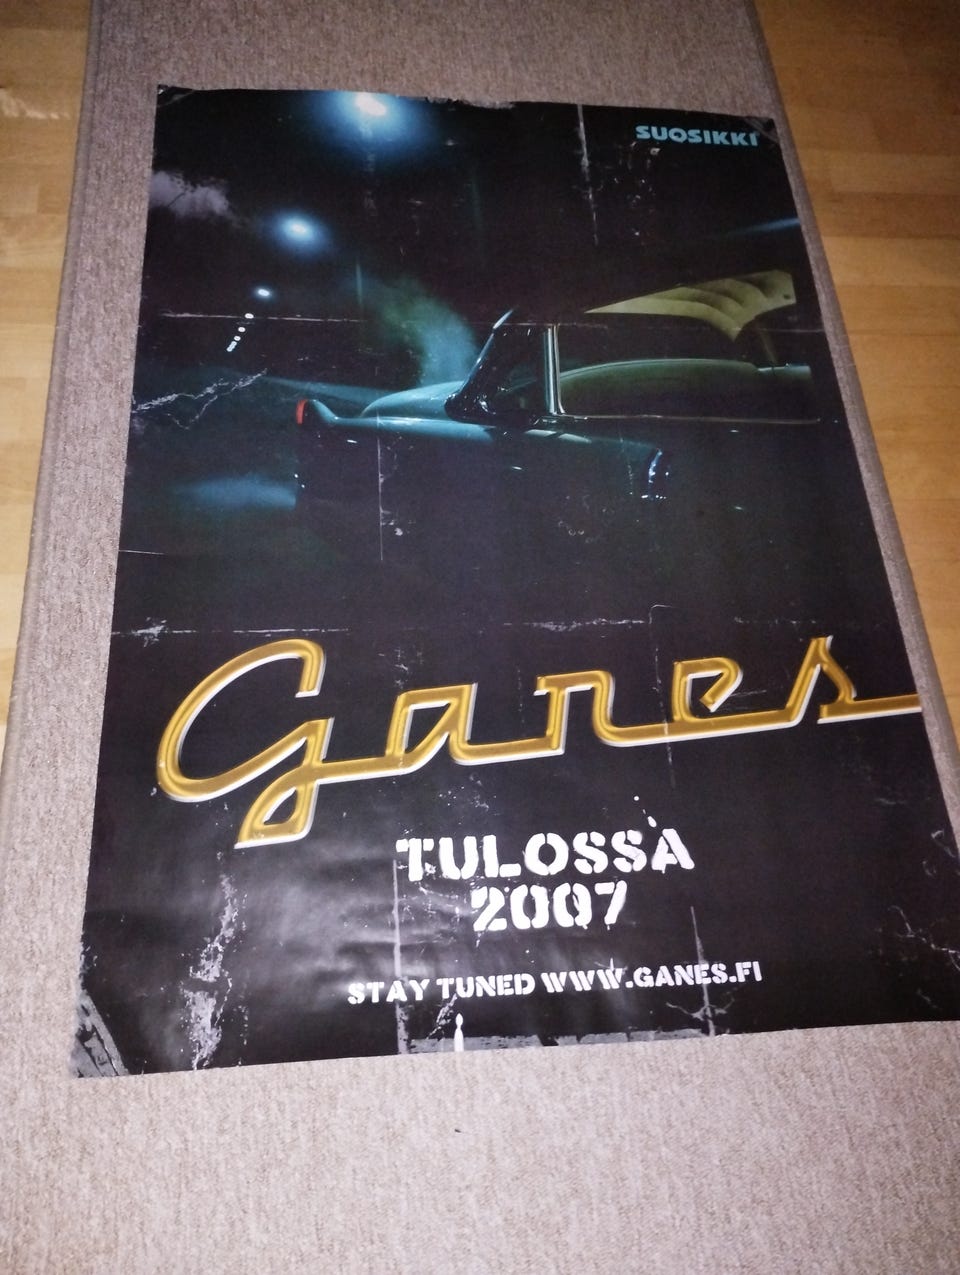 SUOSIKKI
Ganes
TULOSSA
2007
STAY TUNED WWW.GANES.FI